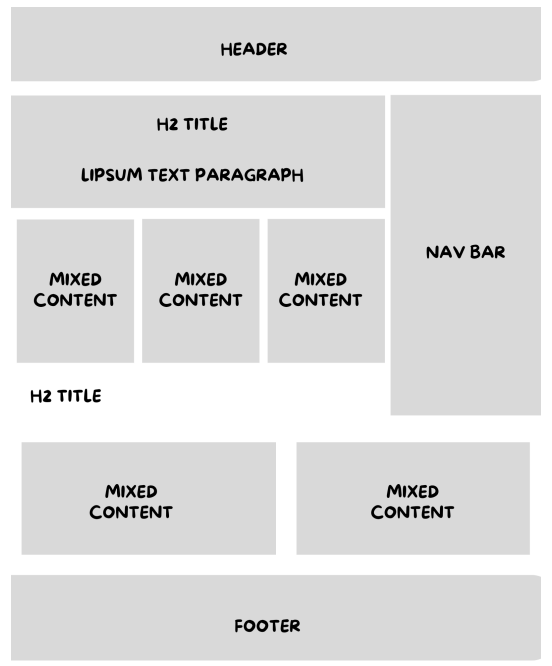 HEADER
H2 TITLE
LIPSUM TEXT PARAGRAPH
NAV BAR
MIXED
CONTENT
MIXED
CONTENT
MIXED
CONTENT
H2 TITLE
MIXED
CONTENT
MIXED
CONTENT
FOOTER